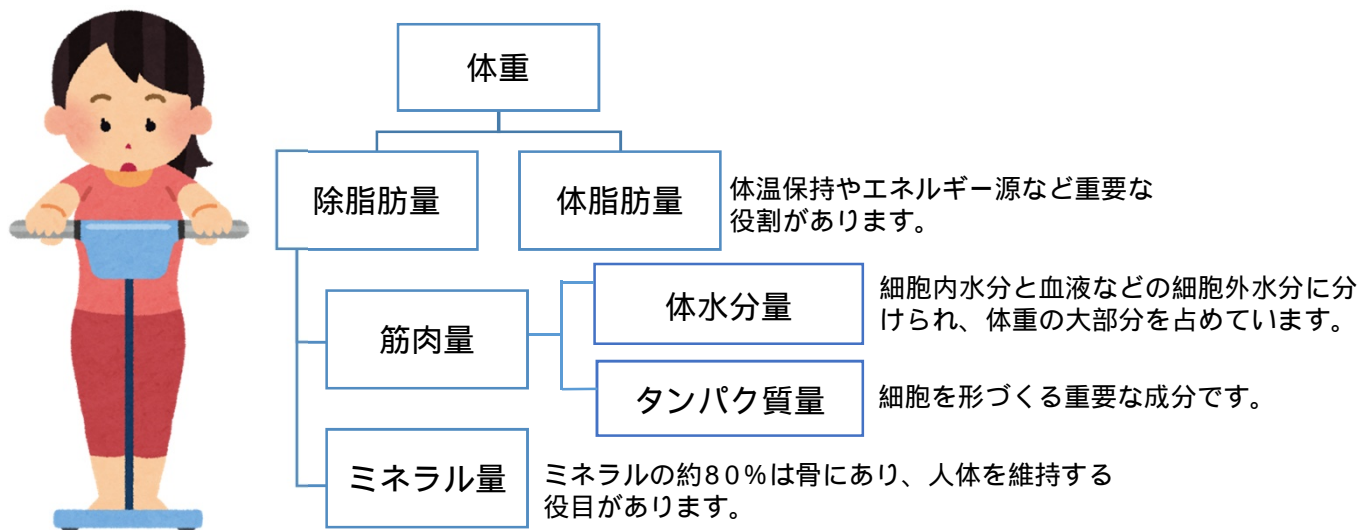 体重
除脂肪量
体脂肪量
体温保持やエネルギー源など重要な
役割があります。
筋肉量
体水分量
細胞内水分と血液などの細胞外水分に分
けられ、体重の大部分を占めています。
タンパク質量
細胞を形づくる重要な成分です。
ミネラル量
ミネラルの約80%は骨にあり、人体を維持する
役目があります。